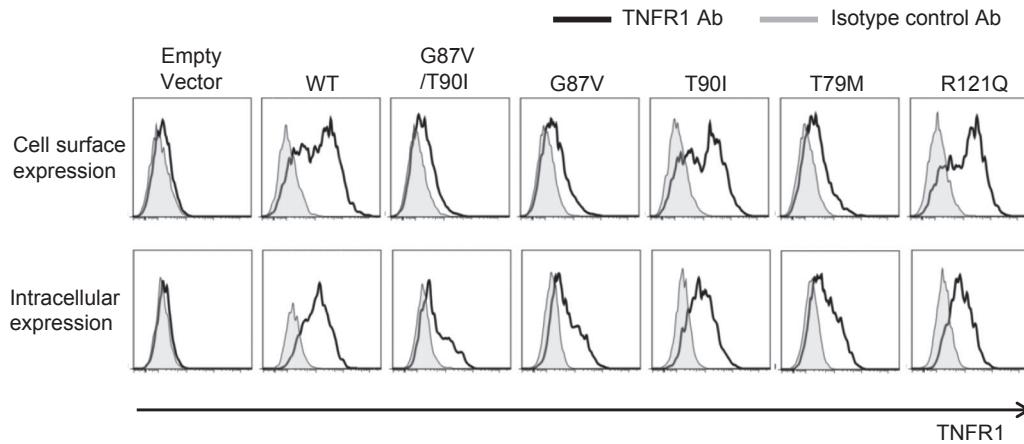 TNFR1 Ab
Isotype control Ab
Empty
Vector
WT
G87V
/T90I
G87V
T90I
T79M
R121Q
Cell surface
expression
Intracellular
expression
TNFR1